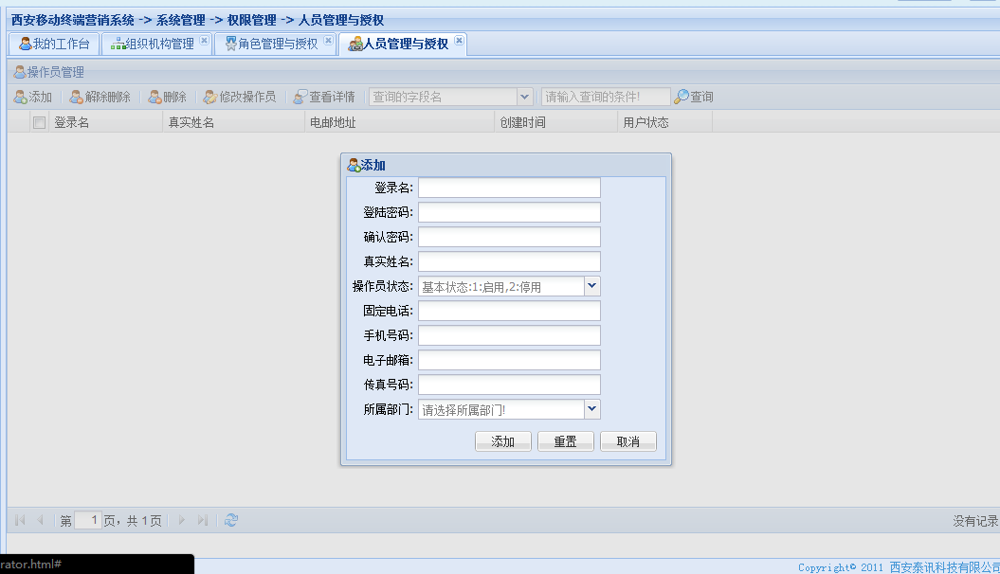 西安移动终端营销系统 -> 系统管理 -> 权限管理 -> 人员管理与授权
我的工作台 组织机构管理 角色管理与授权 人员管理与授权
操作员管理
添加 解除删除 删除 修改操作员 查看详情 查询的字段名 请输入查询的条件! 查询
登录名 真实姓名 电邮地址 创建时间 用户状态
添加
登录名:
登陆密码:
确认密码:
真实姓名:
操作员状态: 基本状态:1:启用,2:停用
固定电话:
手机号码:
电子邮箱:
传真号码:
所属部门: 请选择所属部门!
添加 重置 取消
第 1 页，共 1 页 没有记录
rator.html#
Copyright© 2011 西安泰讯科技有限公司